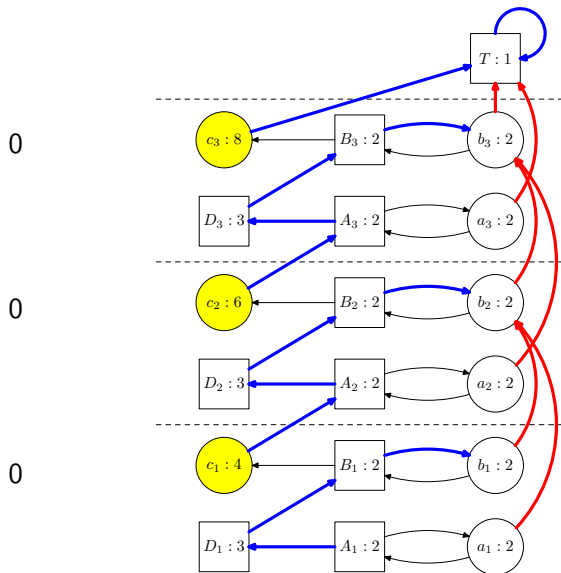 T : 1
0 c₃ : 8 B₃ : 2 b₃ : 2
D₃ : 3 A₃ : 2 a₃ : 2
0 c₂ : 6 B₂ : 2 b₂ : 2
D₂ : 3 A₂ : 2 a₂ : 2
0 c₁ : 4 B₁ : 2 b₁ : 2
D₁ : 3 A₁ : 2 a₁ : 2